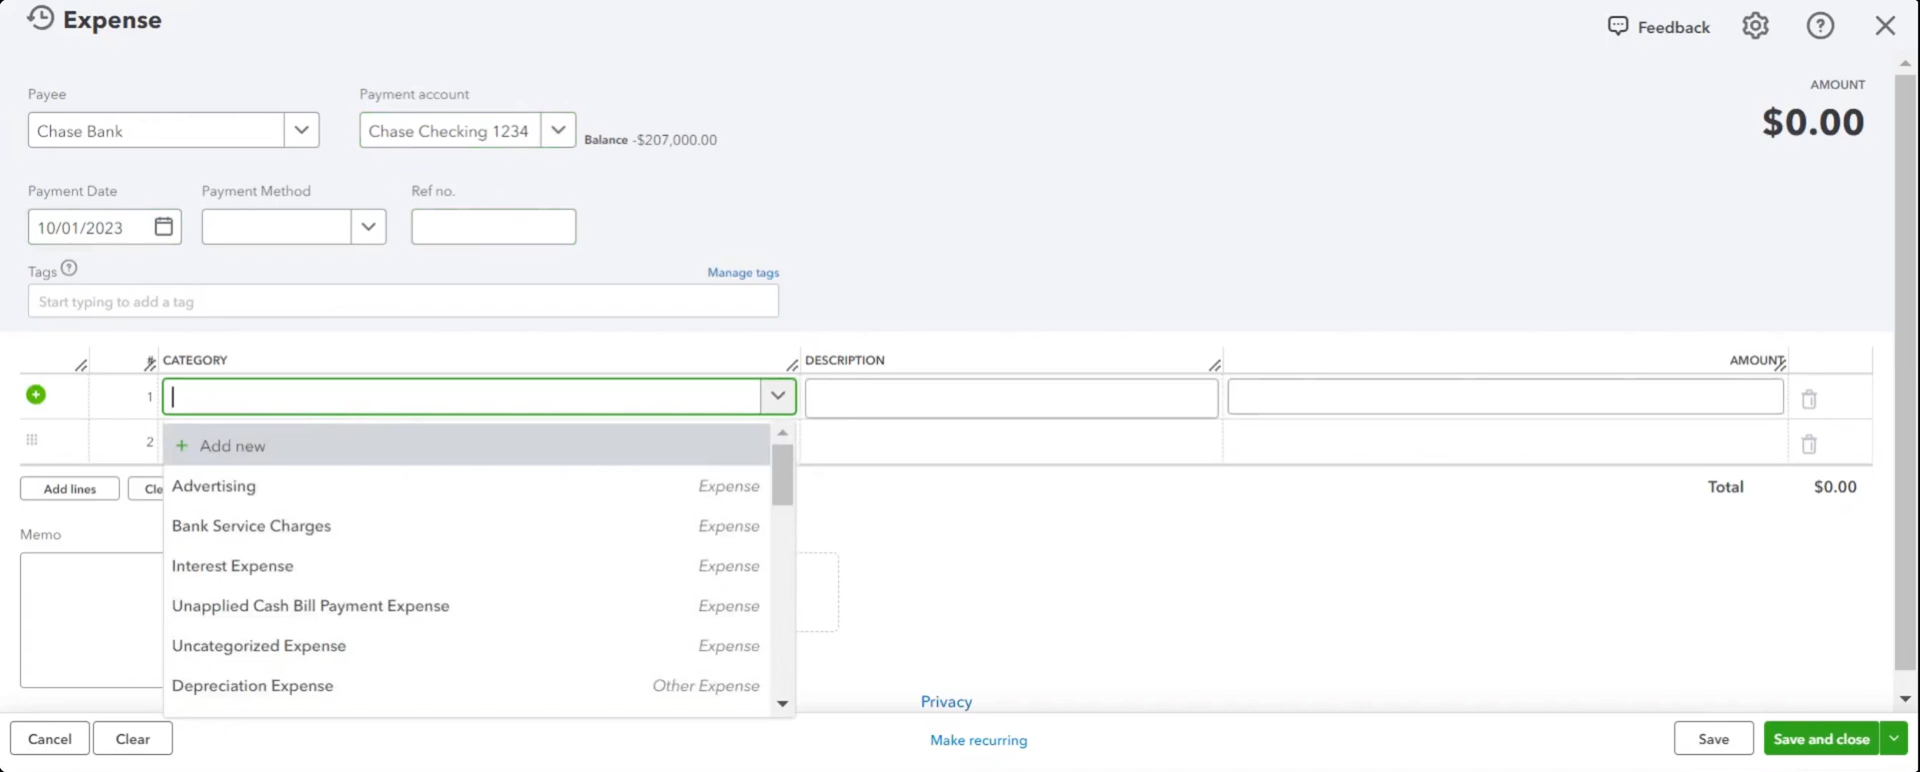 Expense
Feedback
Payee
Payment account
AMOUNT
Chase Bank
Chase Checking 1234
Balance -$207,000.00
$0.00
Payment Date
Payment Method
Ref no.
10/01/2023
Tags
Manage tags
Start typing to add a tag
# CATEGORY DESCRIPTION AMOUNT
1
+ Add new
2
Advertising Expense
Add lines
Cle
Total $0.00
Bank Service Charges Expense
Memo
Interest Expense Expense
Unapplied Cash Bill Payment Expense Expense
Uncategorized Expense Expense
Depreciation Expense Other Expense
Privacy
Cancel
Clear
Make recurring
Save
Save and close